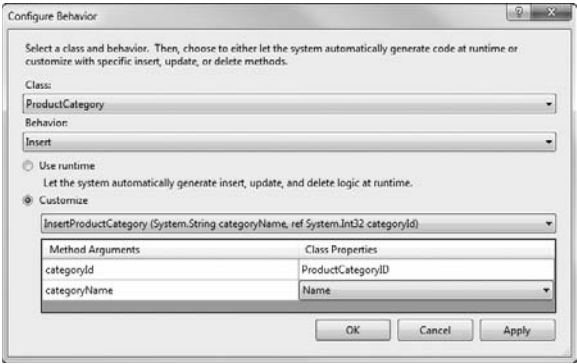 Configure Behavior
Select a class and behavior. Then, choose to either let the system automatically generate code at runtime or
customize with specific insert, update, or delete methods.
Class:
ProductCategory
Behavior:
Insert
Use runtime
Let the system automatically generate insert, update, and delete logic at runtime.
Customize
InsertProductCategory (System.String categoryName, ref System.Int32 categoryId)
Method Arguments Class Properties
categoryId ProductCategoryID
categoryName Name
OK Cancel Apply